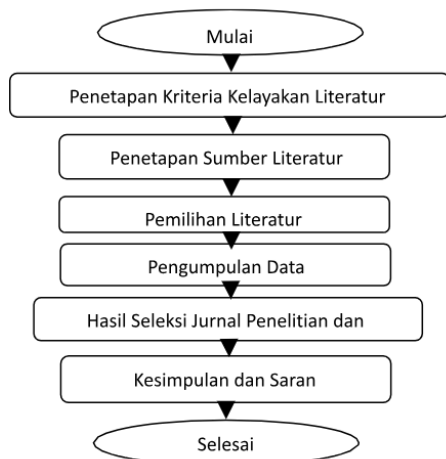 Mulai
Penetapan Kriteria Kelayakan Literatur
Penetapan Sumber Literatur
Pemilihan Literatur
Pengumpulan Data
Hasil Seleksi Jurnal Penelitian dan
Kesimpulan dan Saran
Selesai